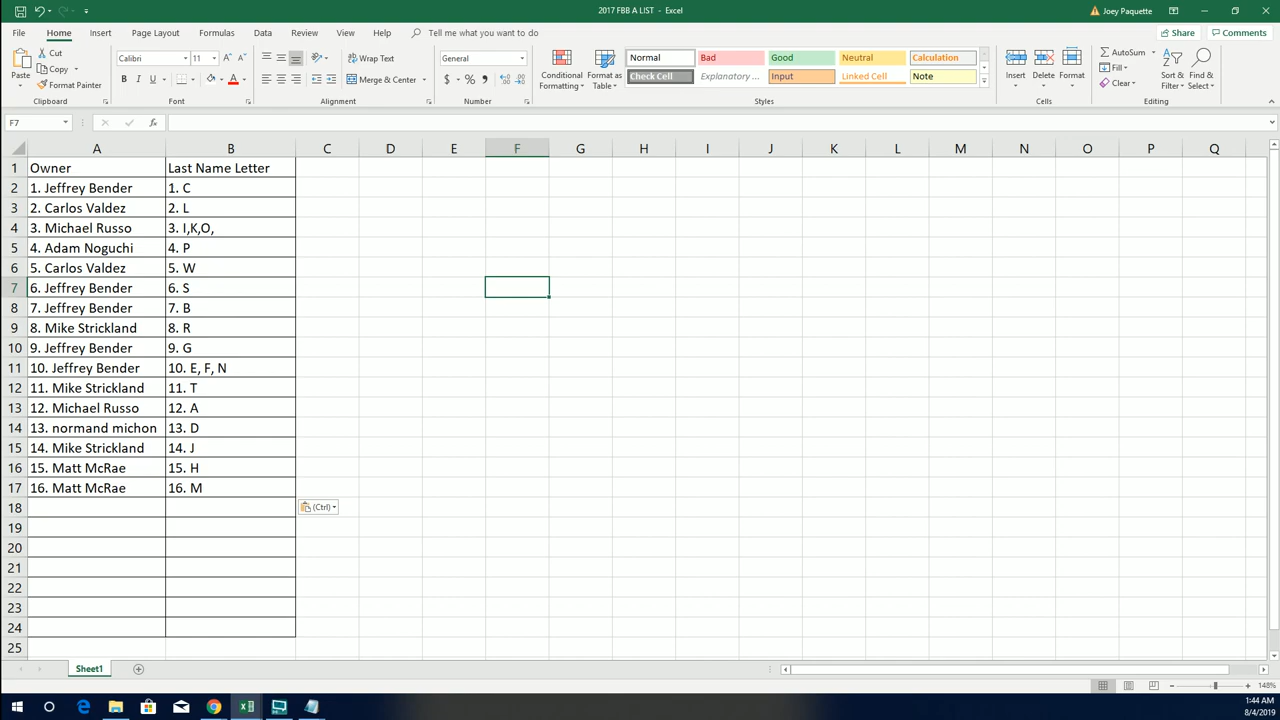 2017 FBB A LIST - Excel
Joey Paquette
File Home Insert Page Layout Formulas Data Review View Help Tell me what you want to do
Share Comments
Paste
Cut
Copy
Format Painter
Clipboard
Calibri 11
B I U
Font
Wrap Text
Merge & Center
Alignment
General
$ % ,
Number
Conditional Formatting
Format as Table
Normal Bad Good Neutral Calculation
Check Cell Explanatory ... Input Linked Cell Note
Styles
Insert Delete Format
Cells
AutoSum
Fill
Clear
Sort & Filter
Find & Select
Editing
F7
fx
A B C D E F G H I J K L M N O P Q
1 Owner Last Name Letter
2 1. Jeffrey Bender 1. C
3 2. Carlos Valdez 2. L
4 3. Michael Russo 3. I,K,O,
5 4. Adam Noguchi 4. P
6 5. Carlos Valdez 5. W
7 6. Jeffrey Bender 6. S
8 7. Jeffrey Bender 7. B
9 8. Mike Strickland 8. R
10 9. Jeffrey Bender 9. G
11 10. Jeffrey Bender 10. E, F, N
12 11. Mike Strickland 11. T
13 12. Michael Russo 12. A
14 13. normand michon 13. D
15 14. Mike Strickland 14. J
16 15. Matt McRae 15. H
17 16. Matt McRae 16. M
18 (Ctrl)
19
20
21
22
23
24
25
Sheet1
148%
1:44 AM
8/4/2019